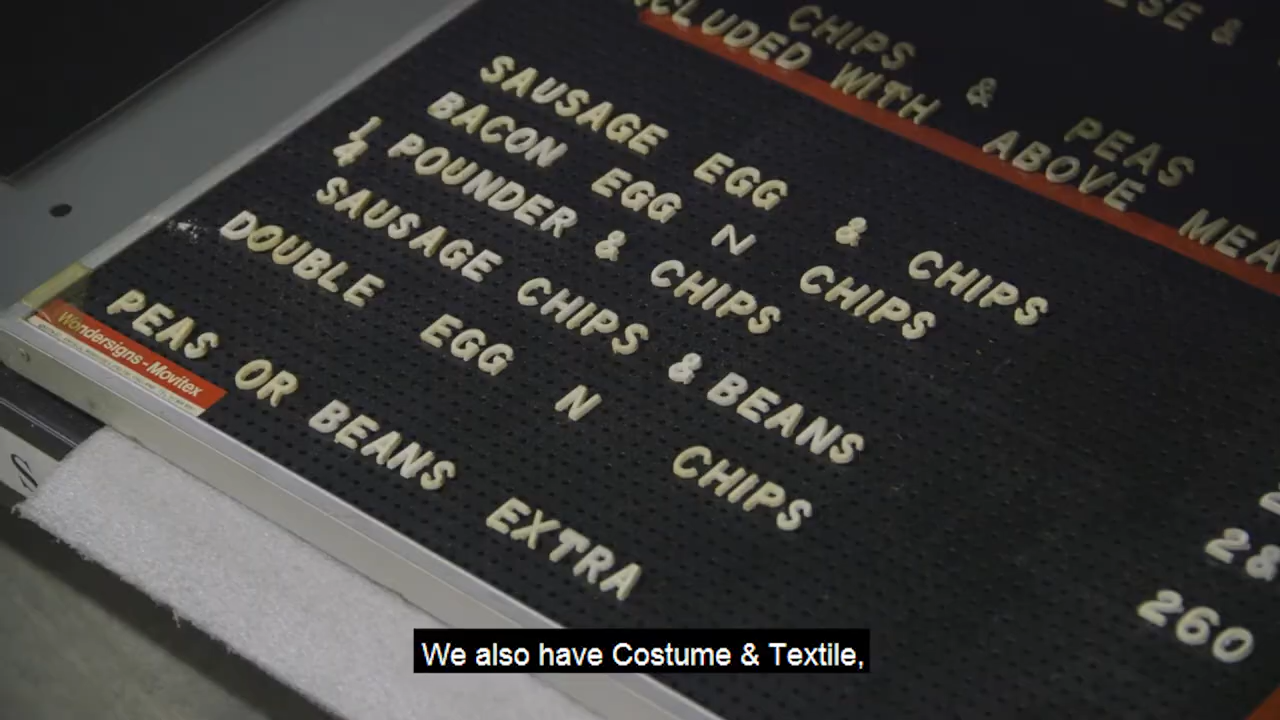 CHIPS & PEAS
INCLUDED WITH ABOVE
SAUSAGE EGG & CHIPS
BACON EGG N CHIPS
1/4 POUNDER & CHIPS
SAUSAGE CHIPS & BEANS
DOUBLE EGG N CHIPS
PEAS OR BEANS EXTRA
260
Wondersigns-Movitex
We also have Costume & Textile,